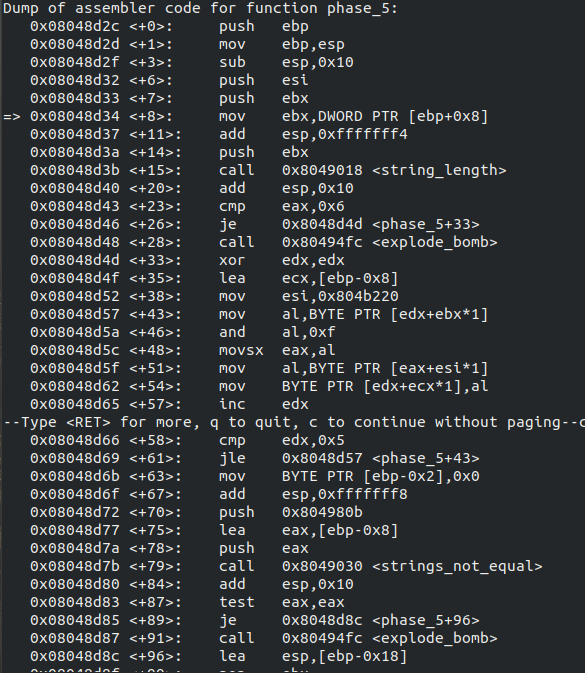 Dump of assembler code for function phase_5:
   0x08048d2c <+0>:     push   ebp
   0x08048d2d <+1>:     mov    ebp,esp
   0x08048d2f <+3>:     sub    esp,0x10
   0x08048d32 <+6>:     push   esi
   0x08048d33 <+7>:     push   ebx
=> 0x08048d34 <+8>:     mov    ebx,DWORD PTR [ebp+0x8]
   0x08048d37 <+11>:    add    esp,0xfffffff4
   0x08048d3a <+14>:    push   ebx
   0x08048d3b <+15>:    call   0x8049018 <string_length>
   0x08048d40 <+20>:    add    esp,0x10
   0x08048d43 <+23>:    cmp    eax,0x6
   0x08048d46 <+26>:    je     0x8048d4d <phase_5+33>
   0x08048d48 <+28>:    call   0x80494fc <explode_bomb>
   0x08048d4d <+33>:    xor    edx,edx
   0x08048d4f <+35>:    lea    ecx,[ebp-0x8]
   0x08048d52 <+38>:    mov    esi,0x804b220
   0x08048d57 <+43>:    mov    al,BYTE PTR [edx+ebx*1]
   0x08048d5a <+46>:    and    al,0xf
   0x08048d5c <+48>:    movsx  eax,al
   0x08048d5f <+51>:    mov    al,BYTE PTR [eax+esi*1]
   0x08048d62 <+54>:    mov    BYTE PTR [edx+ecx*1],al
   0x08048d65 <+57>:    inc    edx
--Type <RET> for more, q to quit, c to continue without paging--c
   0x08048d66 <+58>:    cmp    edx,0x5
   0x08048d69 <+61>:    jle    0x8048d57 <phase_5+43>
   0x08048d6b <+63>:    mov    BYTE PTR [ebp-0x2],0x0
   0x08048d6f <+67>:    add    esp,0xfffffff8
   0x08048d72 <+70>:    push   0x804980b
   0x08048d77 <+75>:    lea    eax,[ebp-0x8]
   0x08048d7a <+78>:    push   eax
   0x08048d7b <+79>:    call   0x8049030 <strings_not_equal>
   0x08048d80 <+84>:    add    esp,0x10
   0x08048d83 <+87>:    test   eax,eax
   0x08048d85 <+89>:    je     0x8048d8c <phase_5+96>
   0x08048d87 <+91>:    call   0x80494fc <explode_bomb>
   0x08048d8c <+96>:    lea    esp,[ebp-0x18]